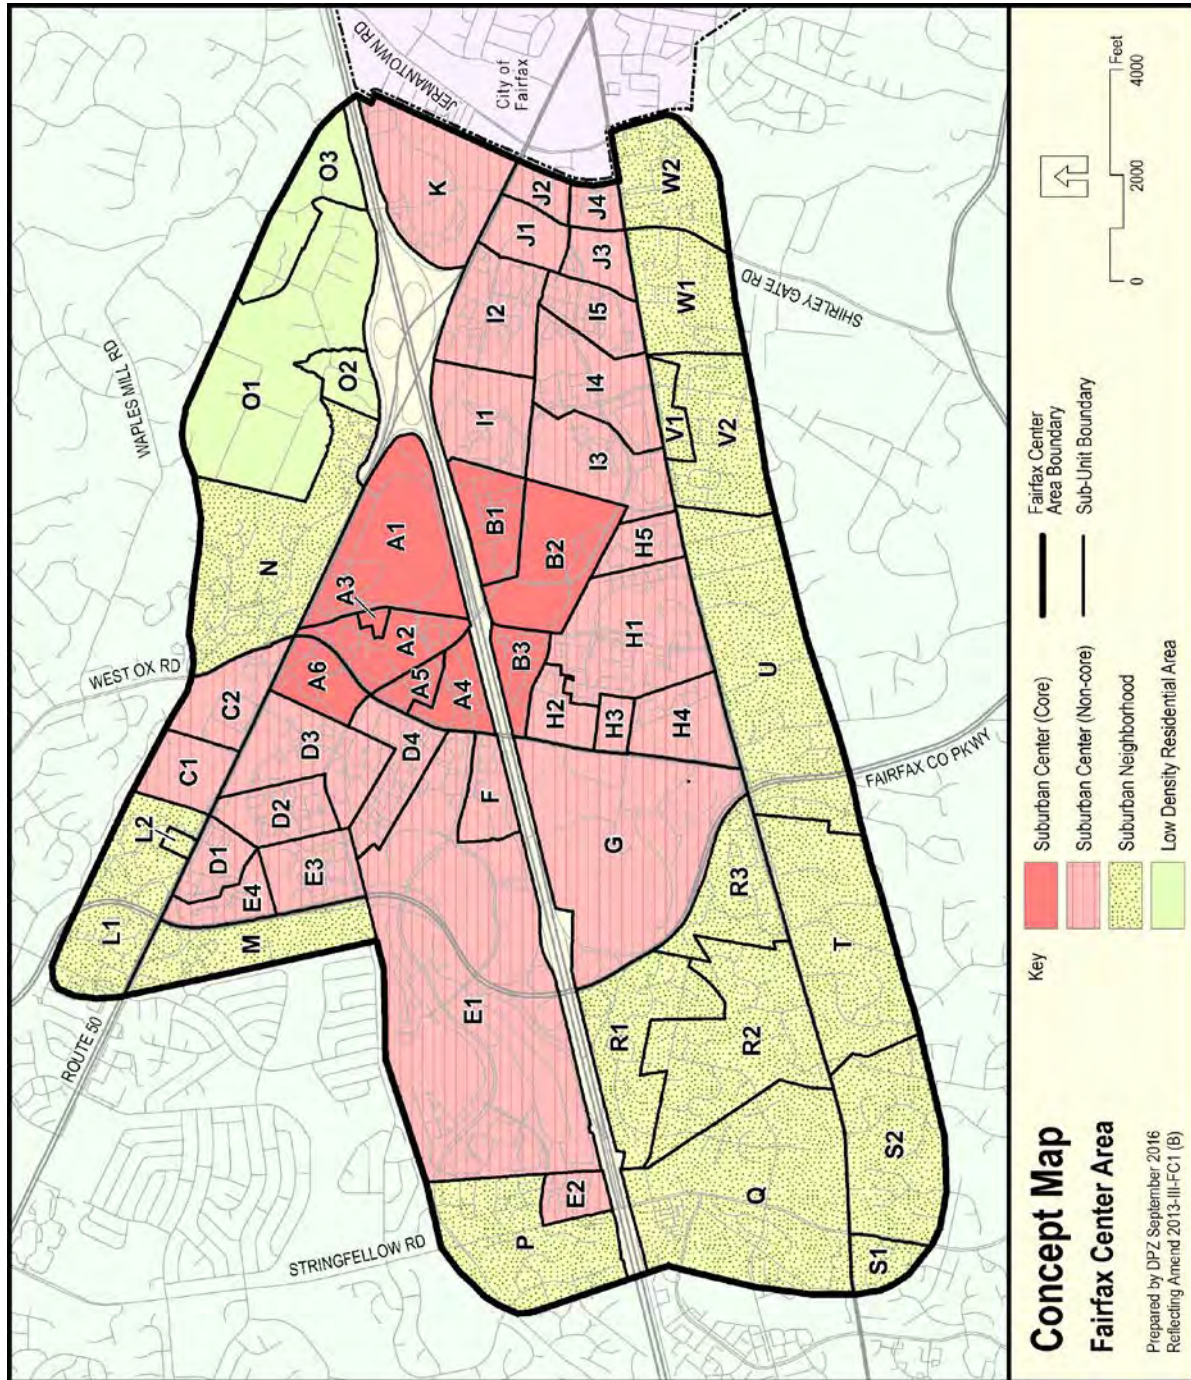 ROUTE 50
WEST OX RD
WAPLES MILL RD
JERMANTOWN RD
City of
Fairfax
STRINGFELLOW RD
FAIRFAX CO PKWY
SHIRLEY GATE RD
L1
L2
C1
C2
N
O1
O2
O3
M
E4
D1
D2
D3
D4
E3
A6
A3
A2
A5
A4
A1
K
E1
F
B3
B1
B2
I1
I2
J1
J2
P
E2
G
H2
H3
H1
H4
H5
I3
I4
I5
J3
J4
Q
R1
R2
R3
U
V1
V2
W1
W2
S1
S2
T
Concept Map
Fairfax Center Area
Prepared by DPZ September 2016
Reflecting Amend 2013-III-FC1 (B)
Key
Suburban Center (Core)
Suburban Center (Non-core)
Suburban Neighborhood
Low Density Residential Area
Fairfax Center
Area Boundary
Sub-Unit Boundary
0 2000 4000
Feet